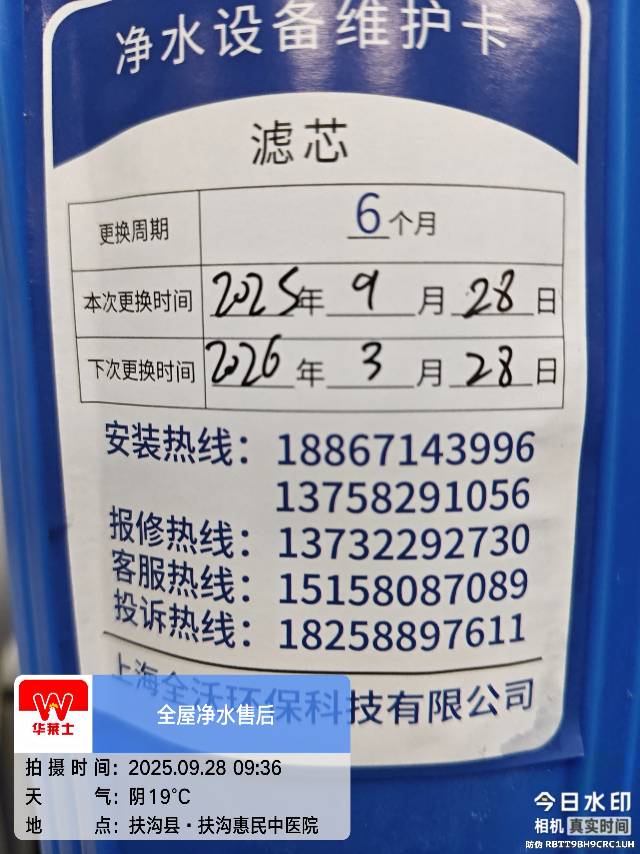 净水设备维护卡
滤芯
更换周期 6个月
本次更换时间 2025年 9月 28日
下次更换时间 2026年 3月 28日
安装热线：18867143996
13758291056
报修热线：13732292730
客服热线：15158087089
投诉热线：18258897611
上海全沃环保科技有限公司
华莱士
全屋净水售后
拍摄时间：2025.09.28 09:36
天气：阴19°C
地点：扶沟县·扶沟惠民中医院
今日水印
相机 真实时间
防伪 RBTT9BH9CRC1UH